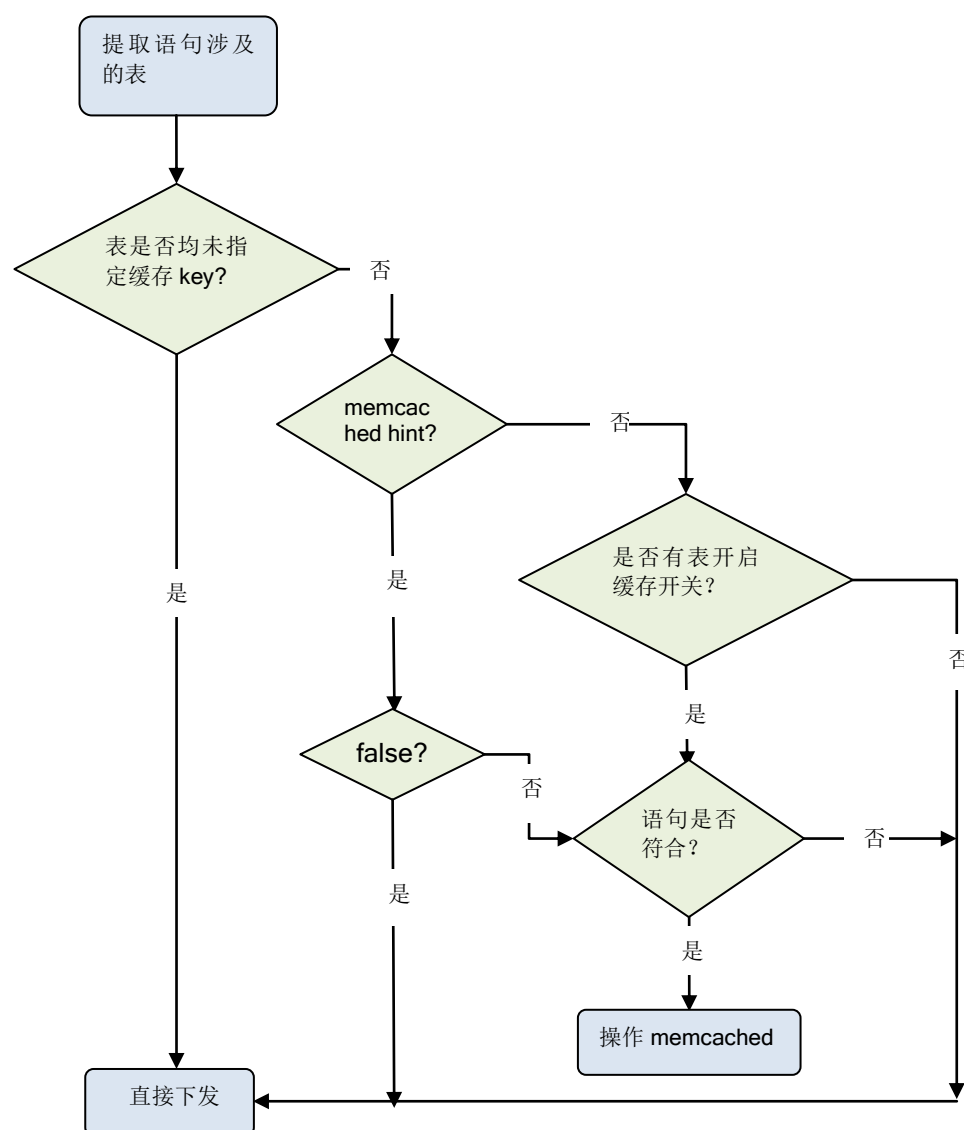 提取语句涉及
的表
表是否均未指
定缓存 key?
否
memcac
hed hint?
否
是否有表开启
缓存开关?
是
是
否
是
false?
否
语句是否
符合?
否
是
是
操作 memcached
直接下发